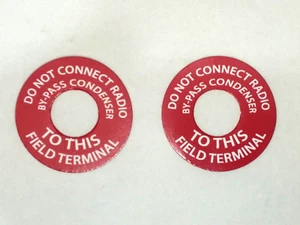 DO NOT CONNECT RADIO
BY-PASS CONDENSER
TO THIS
FIELD TERMINAL
DO NOT CONNECT RADIO
BY-PASS CONDENSER
TO THIS
FIELD TERMINAL